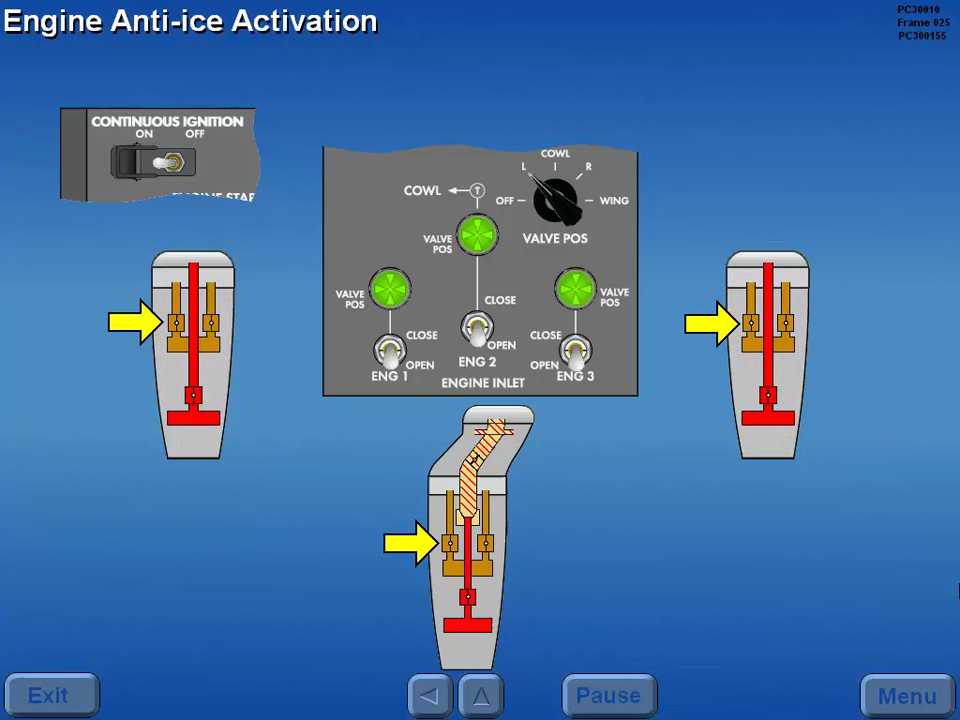 Engine Anti-ice Activation
PC30010
Frame 025
PC300155
CONTINUOUS IGNITION
ON OFF
COWL
L R
COWL T
OFF WING
VALVE POS
VALVE POS
VALVE POS
VALVE POS
CLOSE
CLOSE
CLOSE
OPEN
OPEN
OPEN
ENG 1
ENG 2
ENG 3
ENGINE INLET
Exit
Pause
Menu